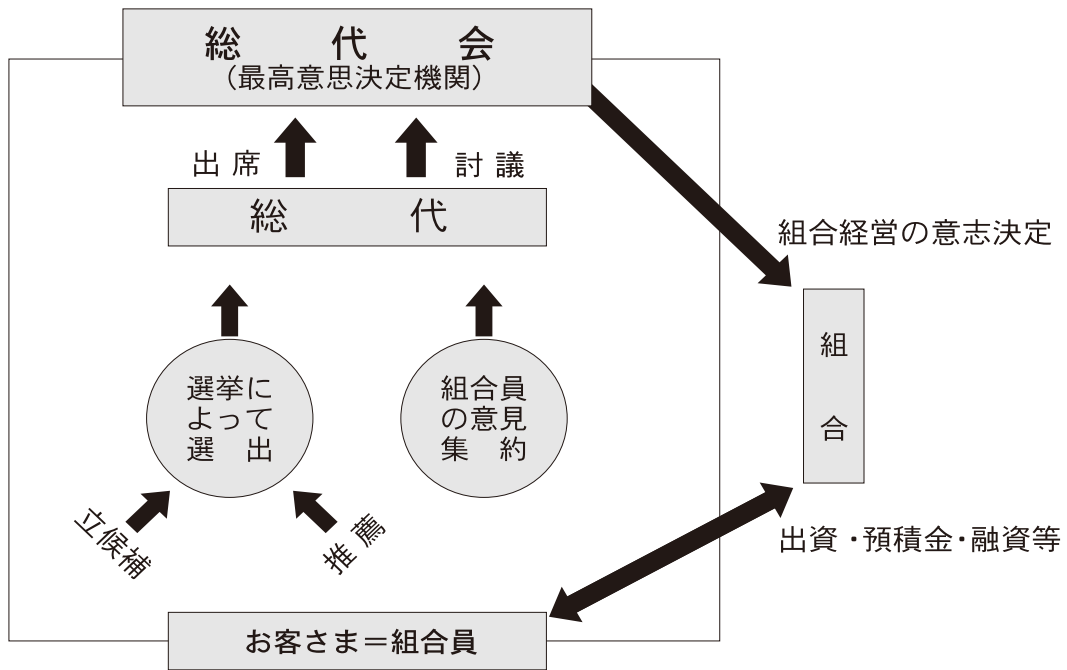 総代会
（最高意思決定機関）
出席
討議
総代
組合経営の意志決定
組
合
選挙に
よって
選出
組合員
の意見
集約
立候補
推薦
出資・預積金・融資等
お客さま＝組合員